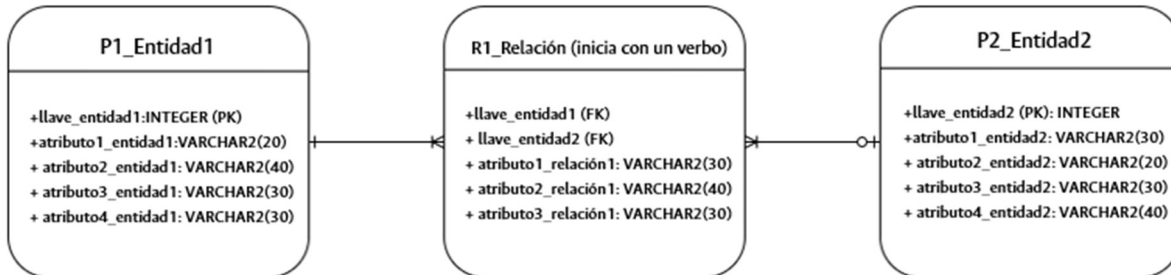 P1_Entidad1
+llave_entidad1:INTEGER (PK)
+atributo1_entidad1:VARCHAR2(20)
+ atributo2_entidad1: VARCHAR2(40)
+ atributo3_entidad1: VARCHAR2(30)
+ atributo4_entidad1: VARCHAR2(30)
R1_Relación (inicia con un verbo)
+llave_entidad1 (FK)
+ llave_entidad2 (FK)
+ atributo1_relación1: VARCHAR2(30)
+ atributo2_relación1: VARCHAR2(40)
+ atributo3_relación1: VARCHAR2(30)
P2_Entidad2
+llave_entidad2 (PK): INTEGER
+atributo1_entidad2: VARCHAR2(30)
+ atributo2_entidad2: VARCHAR2(20)
+ atributo3_entidad2: VARCHAR2(30)
+ atributo4_entidad2: VARCHAR2(40)